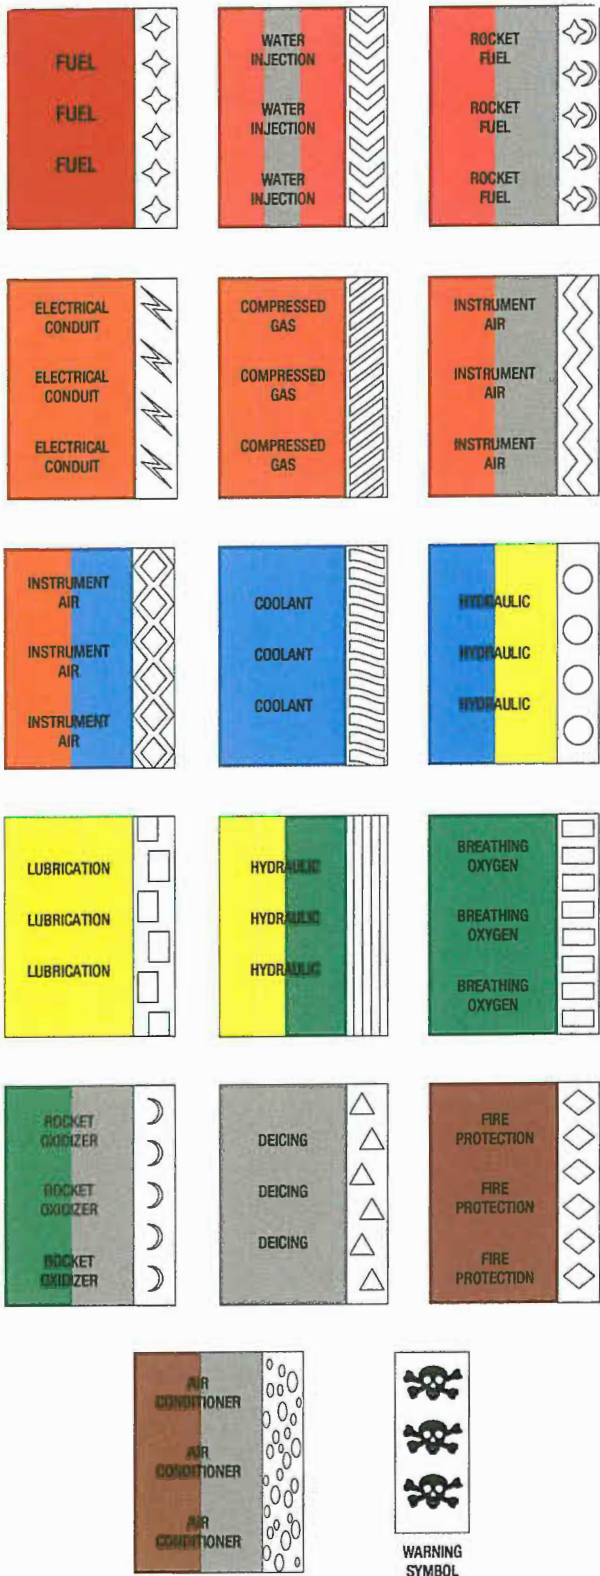 FUEL
FUEL
FUEL
WATER
INJECTION
WATER
INJECTION
WATER
INJECTION
ROCKET
FUEL
ROCKET
FUEL
ROCKET
FUEL
ELECTRICAL
CONDUIT
ELECTRICAL
CONDUIT
ELECTRICAL
CONDUIT
COMPRESSED
GAS
COMPRESSED
GAS
COMPRESSED
GAS
INSTRUMENT
AIR
INSTRUMENT
AIR
INSTRUMENT
AIR
INSTRUMENT
AIR
INSTRUMENT
AIR
INSTRUMENT
AIR
COOLANT
COOLANT
COOLANT
HYDRAULIC
HYDRAULIC
HYDRAULIC
LUBRICATION
LUBRICATION
LUBRICATION
HYDRAULIC
HYDRAULIC
HYDRAULIC
BREATHING
OXYGEN
BREATHING
OXYGEN
BREATHING
OXYGEN
ROCKET
OXIDIZER
ROCKET
OXIDIZER
ROCKET
OXIDIZER
DEICING
DEICING
DEICING
FIRE
PROTECTION
FIRE
PROTECTION
FIRE
PROTECTION
AIR
CONDITIONER
AIR
CONDITIONER
AIR
CONDITIONER
WARNING
SYMBOL